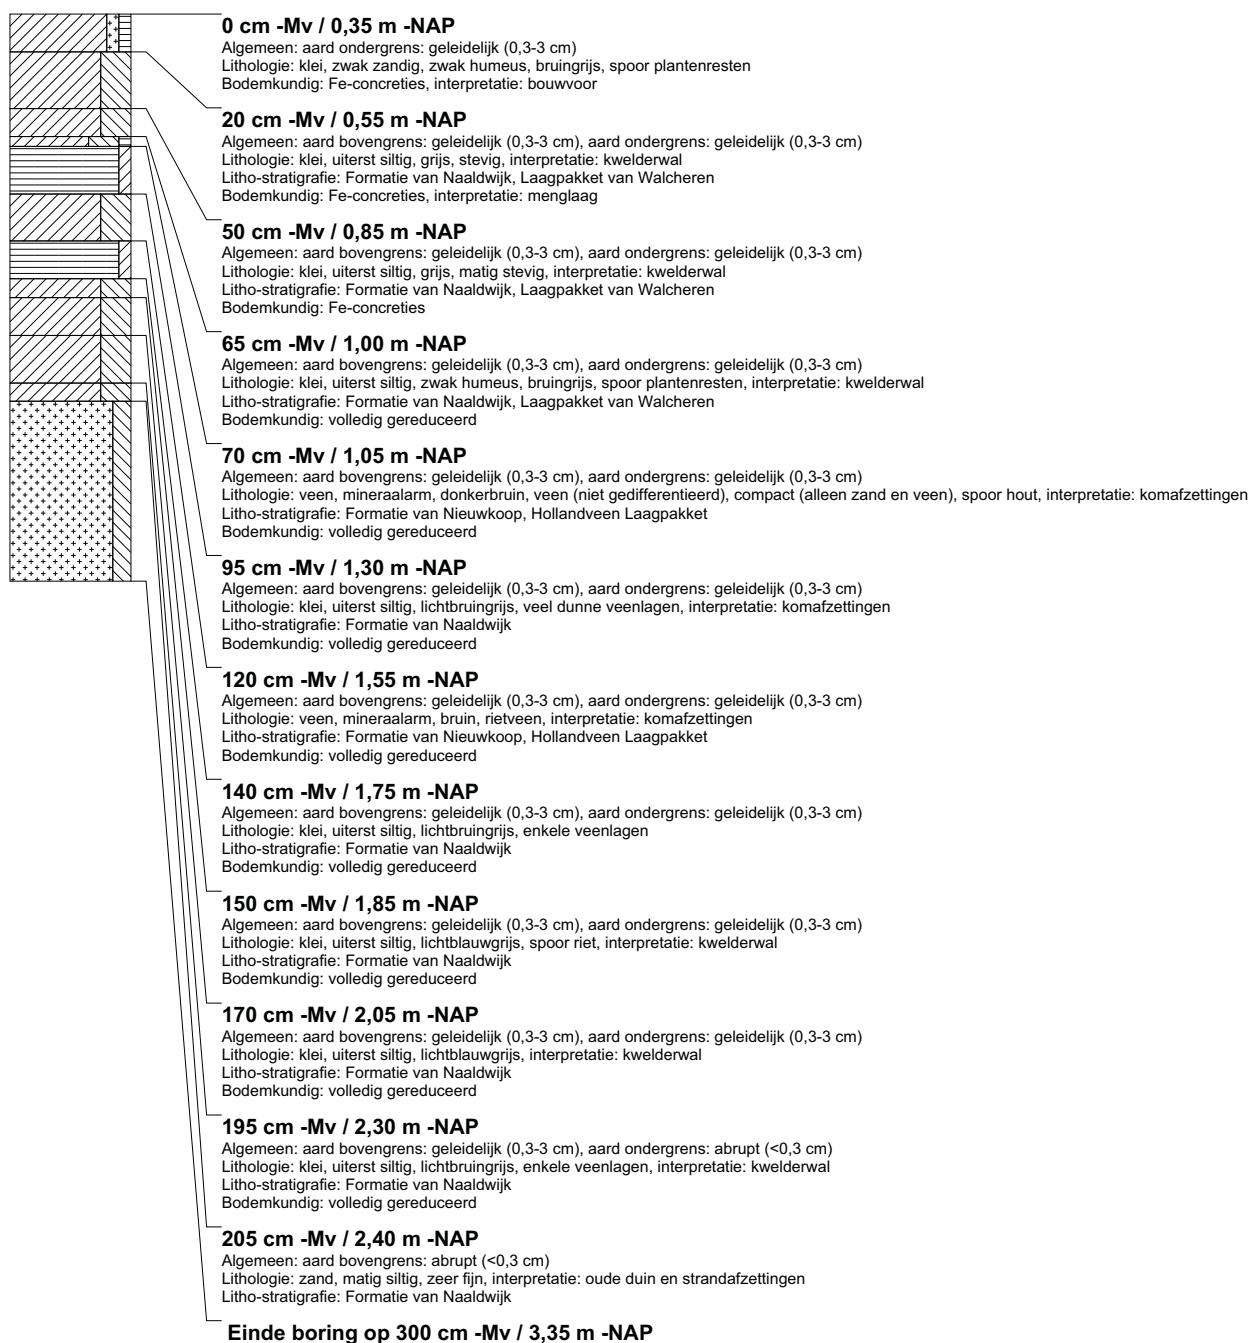 0 cm -Mv / 0,35 m -NAP
Algemeen: aard ondergrens: geleidelijk (0,3-3 cm)
Lithologie: klei, zwak zandig, zwak humeus, bruingrijs, spoor plantenresten
Bodemkundig: Fe-concreties, interpretatie: bouwvoor
20 cm -Mv / 0,55 m -NAP
Algemeen: aard bovengrens: geleidelijk (0,3-3 cm), aard ondergrens: geleidelijk (0,3-3 cm)
Lithologie: klei, uiterst siltig, grijs, stevig, interpretatie: kwelderwal
Litho-stratigrafie: Formatie van Naaldwijk, Laagpakket van Walcheren
Bodemkundig: Fe-concreties, interpretatie: menglaag
50 cm -Mv / 0,85 m -NAP
Algemeen: aard bovengrens: geleidelijk (0,3-3 cm), aard ondergrens: geleidelijk (0,3-3 cm)
Lithologie: klei, uiterst siltig, grijs, matig stevig, interpretatie: kwelderwal
Litho-stratigrafie: Formatie van Naaldwijk, Laagpakket van Walcheren
Bodemkundig: Fe-concreties
65 cm -Mv / 1,00 m -NAP
Algemeen: aard bovengrens: geleidelijk (0,3-3 cm), aard ondergrens: geleidelijk (0,3-3 cm)
Lithologie: klei, uiterst siltig, zwak humeus, bruingrijs, spoor plantenresten, interpretatie: kwelderwal
Litho-stratigrafie: Formatie van Naaldwijk, Laagpakket van Walcheren
Bodemkundig: volledig gereduceerd
70 cm -Mv / 1,05 m -NAP
Algemeen: aard bovengrens: geleidelijk (0,3-3 cm), aard ondergrens: geleidelijk (0,3-3 cm)
Lithologie: veen, mineraalarm, donkerbruin, veen (niet gedifferentieerd), compact (alleen zand en veen), spoor hout, interpretatie: komafzettingen
Litho-stratigrafie: Formatie van Nieuwkoop, Hollandveen Laagpakket
Bodemkundig: volledig gereduceerd
95 cm -Mv / 1,30 m -NAP
Algemeen: aard bovengrens: geleidelijk (0,3-3 cm), aard ondergrens: geleidelijk (0,3-3 cm)
Lithologie: klei, uiterst siltig, lichtbruingrijs, veel dunne veenlagen, interpretatie: komafzettingen
Litho-stratigrafie: Formatie van Naaldwijk
Bodemkundig: volledig gereduceerd
120 cm -Mv / 1,55 m -NAP
Algemeen: aard bovengrens: geleidelijk (0,3-3 cm), aard ondergrens: geleidelijk (0,3-3 cm)
Lithologie: veen, mineraalarm, bruin, rietveen, interpretatie: komafzettingen
Litho-stratigrafie: Formatie van Nieuwkoop, Hollandveen Laagpakket
Bodemkundig: volledig gereduceerd
140 cm -Mv / 1,75 m -NAP
Algemeen: aard bovengrens: geleidelijk (0,3-3 cm), aard ondergrens: geleidelijk (0,3-3 cm)
Lithologie: klei, uiterst siltig, lichtbruingrijs, enkele veenlagen
Litho-stratigrafie: Formatie van Naaldwijk
Bodemkundig: volledig gereduceerd
150 cm -Mv / 1,85 m -NAP
Algemeen: aard bovengrens: geleidelijk (0,3-3 cm), aard ondergrens: geleidelijk (0,3-3 cm)
Lithologie: klei, uiterst siltig, lichtblauwgrijs, spoor riet, interpretatie: kwelderwal
Litho-stratigrafie: Formatie van Naaldwijk
Bodemkundig: volledig gereduceerd
170 cm -Mv / 2,05 m -NAP
Algemeen: aard bovengrens: geleidelijk (0,3-3 cm), aard ondergrens: geleidelijk (0,3-3 cm)
Lithologie: klei, uiterst siltig, lichtblauwgrijs, interpretatie: kwelderwal
Litho-stratigrafie: Formatie van Naaldwijk
Bodemkundig: volledig gereduceerd
195 cm -Mv / 2,30 m -NAP
Algemeen: aard bovengrens: geleidelijk (0,3-3 cm), aard ondergrens: abrupt (<0,3 cm)
Lithologie: klei, uiterst siltig, lichtbruingrijs, enkele veenlagen, interpretatie: kwelderwal
Litho-stratigrafie: Formatie van Naaldwijk
Bodemkundig: volledig gereduceerd
205 cm -Mv / 2,40 m -NAP
Algemeen: aard bovengrens: abrupt (<0,3 cm)
Lithologie: zand, matig siltig, zeer fijn, interpretatie: oude duin en strandafzettingen
Litho-stratigrafie: Formatie van Naaldwijk
Einde boring op 300 cm -Mv / 3,35 m -NAP